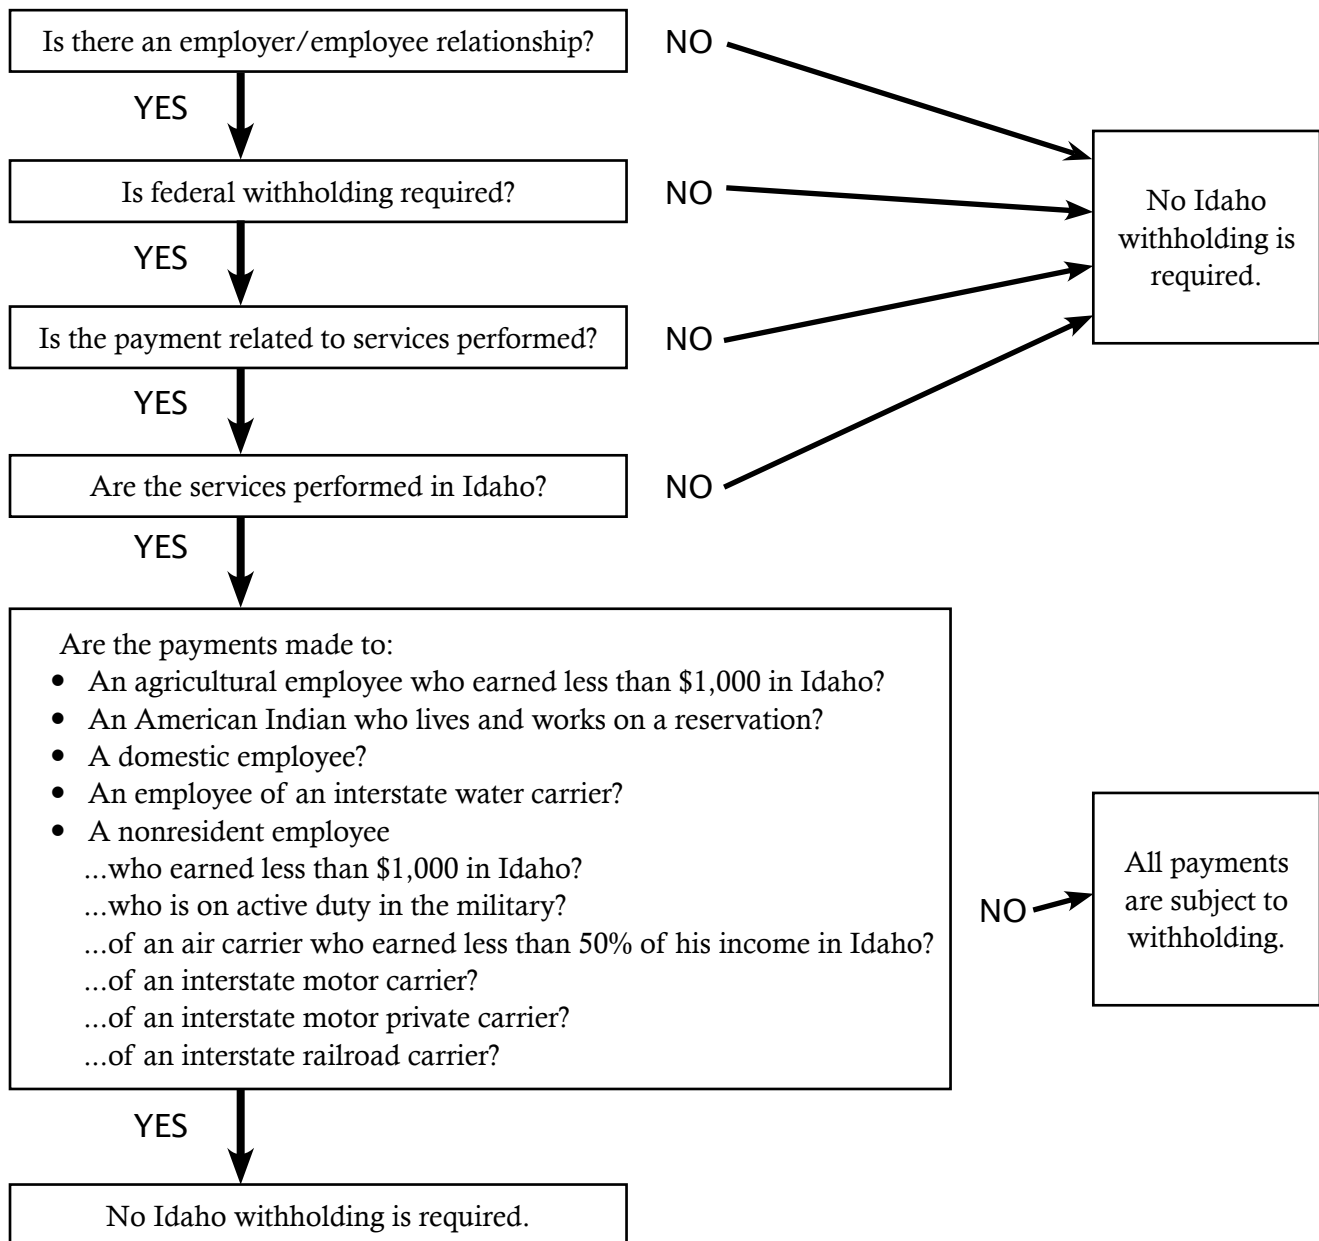 Is there an employer/employee relationship?
NO
YES
Is federal withholding required?
NO
No Idaho
withholding is
required.
YES
Is the payment related to services performed?
NO
YES
Are the services performed in Idaho?
NO
YES
Are the payments made to:
• An agricultural employee who earned less than $1,000 in Idaho?
• An American Indian who lives and works on a reservation?
• A domestic employee?
• An employee of an interstate water carrier?
• A nonresident employee
...who earned less than $1,000 in Idaho?
...who is on active duty in the military?
...of an air carrier who earned less than 50% of his income in Idaho?
...of an interstate motor carrier?
...of an interstate motor private carrier?
...of an interstate railroad carrier?
NO
All payments
are subject to
withholding.
YES
No Idaho withholding is required.